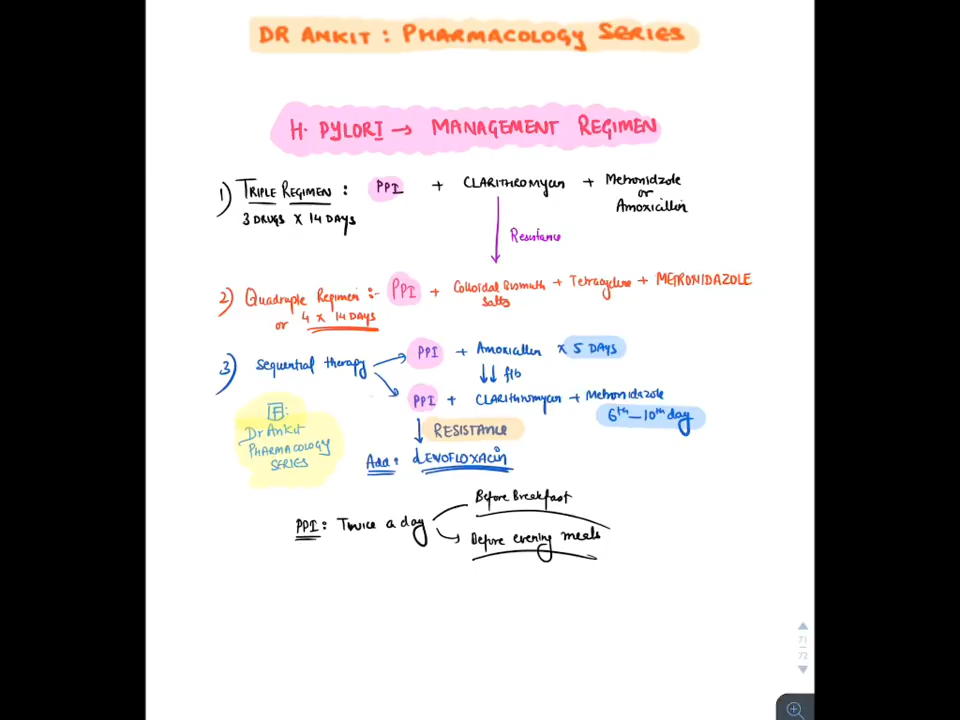 DR ANKIT : PHARMACOLOGY SERIES
H. PYLORI → MANAGEMENT REGIMEN
1) TRIPLE REGIMEN : PPI + CLARITHROMYCIN + Metronidzole
or
Amoxicillin
3 DRUGS X 14 DAYS
Resistance
2) Quadruple Regimen :- PPI + Colloidal Bismuth + Tetracycline + METRONIDAZOLE
Salts
or 4 x 14 DAYS
3) Sequential therapy → PPI + Amoxicillin x 5 DAYS
↓↓ f/b
PPI + CLARITHROMYCIN + Metronidazole
6th – 10th day
RESISTANCE
Add : LEVOFLOXACIN
F:
Dr Ankit
PHARMACOLOGY
SERIES
PPI : Twice a day
Before Breakfast
→ Before evening meals
71
72